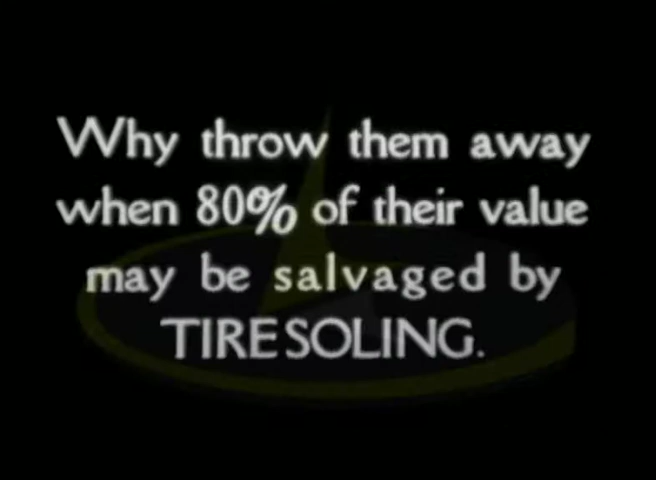 Why throw them away
when 80% of their value
may be salvaged by
TIRESOLING.